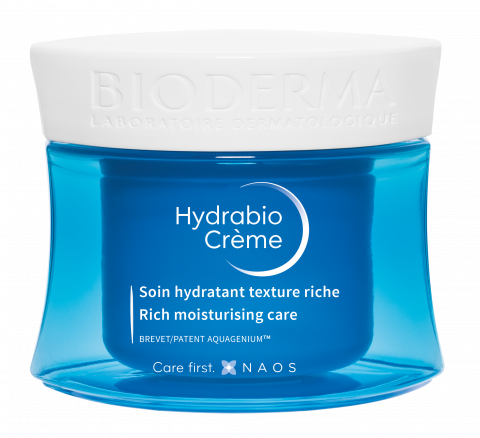 BIODERMA
LABORATOIRE DERMATOLOGIQUE
Hydrabio
Crème
Soin hydratant texture riche
Rich moisturising care
BREVET/PATENT AQUAGENIUM™
Care first. NAOS